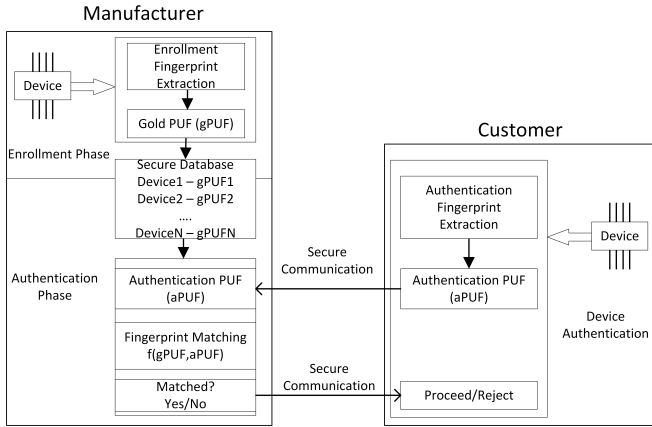 Manufacturer
Enrollment
Fingerprint
Extraction
Device
Gold PUF (gPUF)
Enrollment Phase
Secure Database
Device1 – gPUF1
Device2 – gPUF2
....
DeviceN – gPUFN
Authentication
Phase
Authentication PUF
(aPUF)
Fingerprint Matching
f(gPUF,aPUF)
Matched?
Yes/No
Secure
Communication
Secure
Communication
Customer
Authentication
Fingerprint
Extraction
Device
Authentication PUF
(aPUF)
Device
Authentication
Proceed/Reject